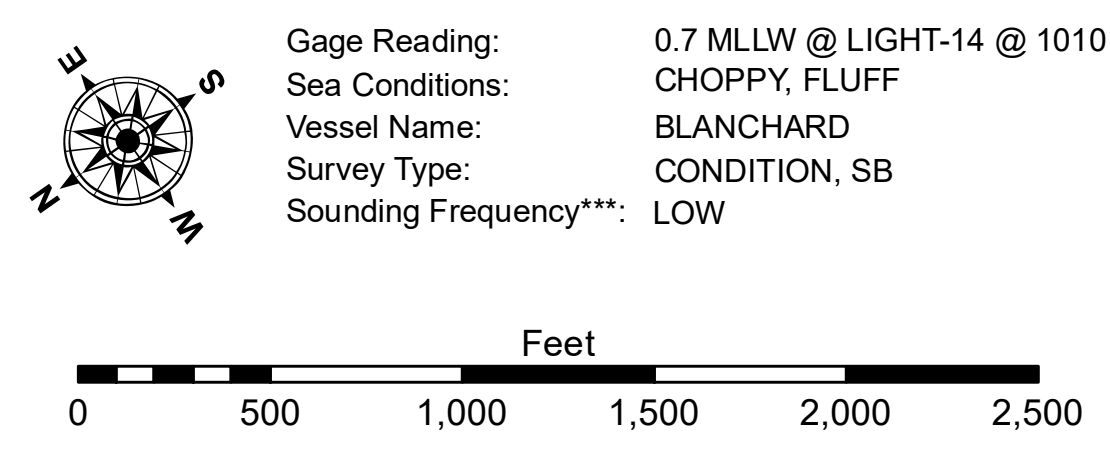 E
S
N
W
Gage Reading: 0.7 MLLW @ LIGHT-14 @ 1010
Sea Conditions: CHOPPY, FLUFF
Vessel Name: BLANCHARD
Survey Type: CONDITION, SB
Sounding Frequency***: LOW
Feet
0 500 1,000 1,500 2,000 2,500